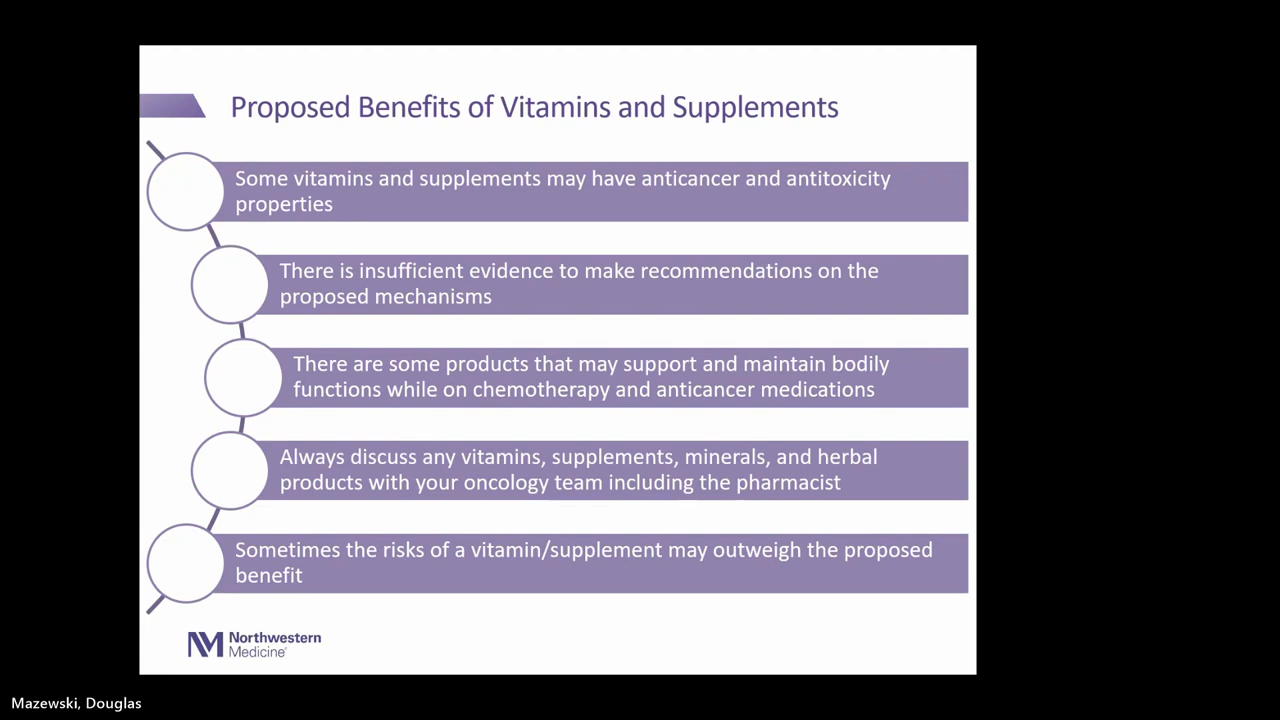 Proposed Benefits of Vitamins and Supplements
Some vitamins and supplements may have anticancer and antitoxicity
properties
There is insufficient evidence to make recommendations on the
proposed mechanisms
There are some products that may support and maintain bodily
functions while on chemotherapy and anticancer medications
Always discuss any vitamins, supplements, minerals, and herbal
products with your oncology team including the pharmacist
Sometimes the risks of a vitamin/supplement may outweigh the proposed
benefit
NM Northwestern
Medicine®
Mazewski, Douglas